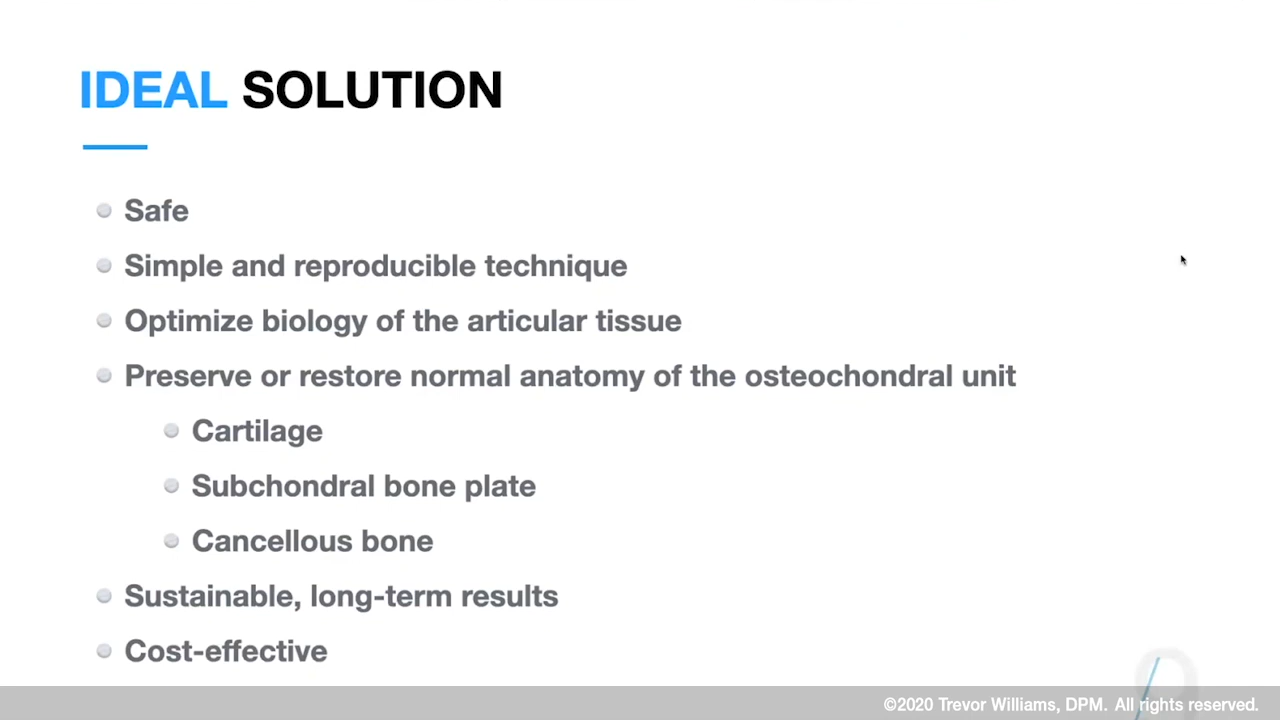 IDEAL SOLUTION
Safe
Simple and reproducible technique
Optimize biology of the articular tissue
Preserve or restore normal anatomy of the osteochondral unit
Cartilage
Subchondral bone plate
Cancellous bone
Sustainable, long-term results
Cost-effective
©2020 Trevor Williams, DPM. All rights reserved.